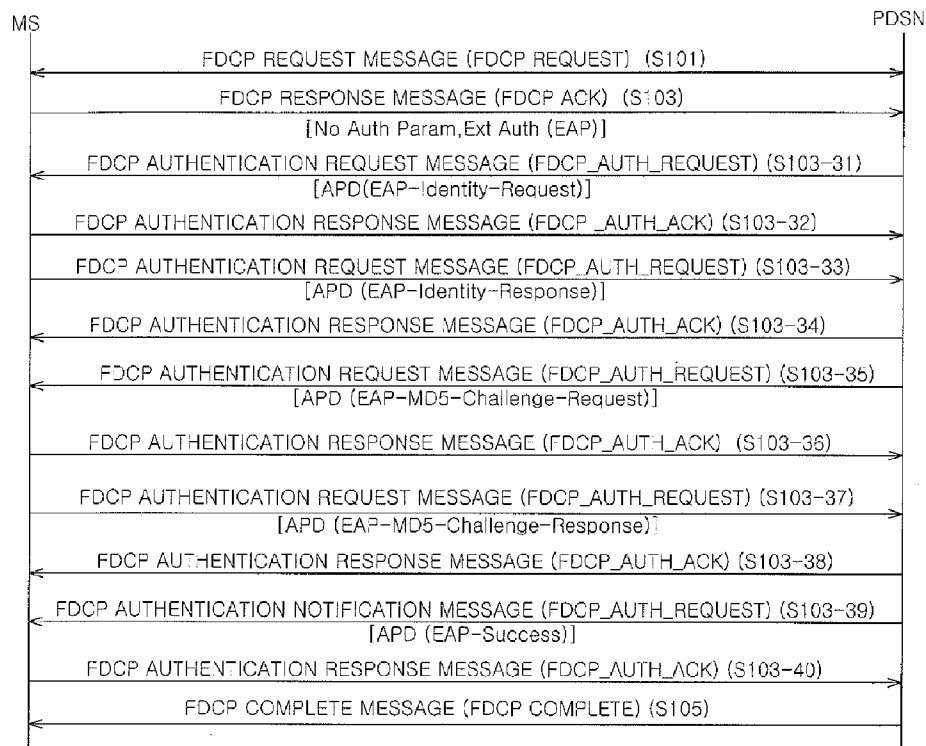 MS
PDSN
FDCP REQUEST MESSAGE (FDCP REQUEST) (S101)
FDCP RESPONSE MESSAGE (FDCP ACK) (S103)
[No Auth Param,Ext Auth (EAP)]
FDCP AUTHENTICATION REQUEST MESSAGE (FDCP_AUTH_REQUEST) (S103-31)
[APD(EAP-Identity-Request)]
FDCP AUTHENTICATION RESPONSE MESSAGE (FDCP _AUTH_ACK) (S103-32)
FDCP AUTHENTICATION REQUEST MESSAGE (FDCP_AUTH_REQUEST) (S103-33)
[APD (EAP-Identity-Response)]
FDCP AUTHENTICATION RESPONSE MESSAGE (FDCP_AUTH_ACK) (S103-34)
FDCP AUTHENTICATION REQUEST MESSAGE (FDCP_AUTH_REQUEST) (S103-35)
[APD (EAP-MD5-Challenge-Request)]
FDCP AUTHENTICATION RESPONSE MESSAGE (FDCP_AUTH_ACK) (S103-36)
FDCP AUTHENTICATION REQUEST MESSAGE (FDCP_AUTH_REQUEST) (S103-37)
[APD (EAP-MD5-Challenge-Response)]
FDCP AUTHENTICATION RESPONSE MESSAGE (FDCP_AUTH_ACK) (S103-38)
FDCP AUTHENTICATION NOTIFICATION MESSAGE (FDCP_AUTH_REQUEST) (S103-39)
[APD (EAP-Success)]
FDCP AUTHENTICATION RESPONSE MESSAGE (FDCP_AUTH_ACK) (S103-40)
FDCP COMPLETE MESSAGE (FDCP COMPLETE) (S105)